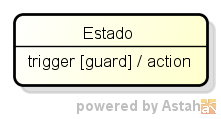 Estado
trigger [guard] / action
powered by Astah